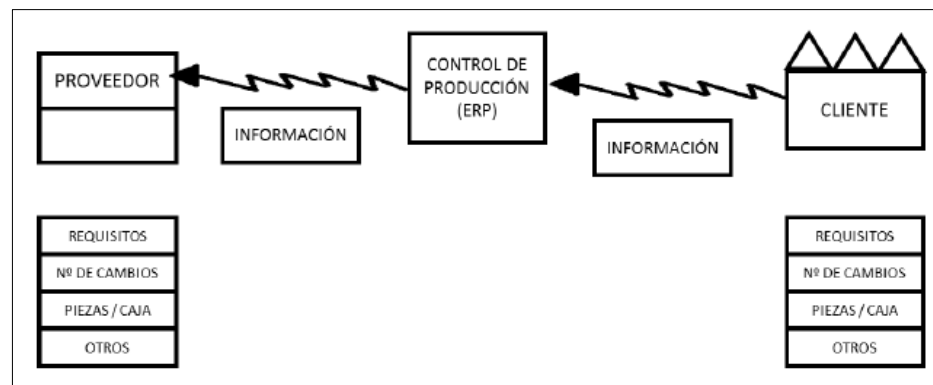 PROVEEDOR
CONTROL DE
PRODUCCIÓN
(ERP)
CLIENTE
INFORMACIÓN
INFORMACIÓN
REQUISITOS
Nº DE CAMBIOS
PIEZAS / CAJA
OTROS
REQUISITOS
Nº DE CAMBIOS
PIEZAS / CAJA
OTROS